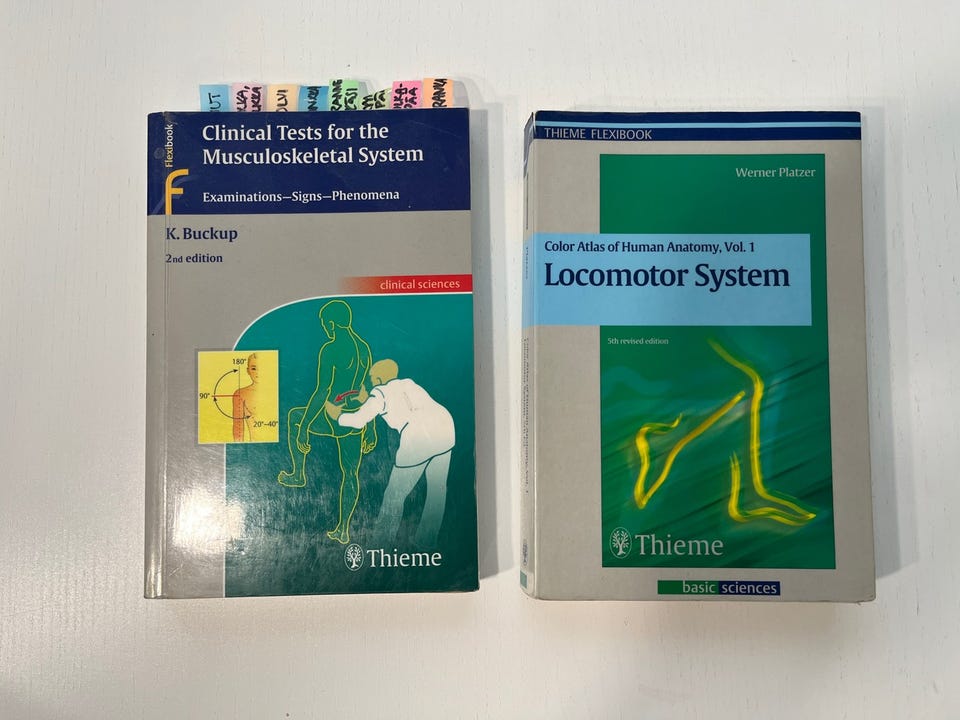 Flexibook
Clinical Tests for the
Musculoskeletal System
Examinations—Signs—Phenomena
K. Buckup
2nd edition
clinical sciences
180°
90°
20°–40°
Thieme
THIEME FLEXIBOOK
Werner Platzer
Color Atlas of Human Anatomy, Vol. 1
Locomotor System
5th revised edition
Thieme
basic sciences